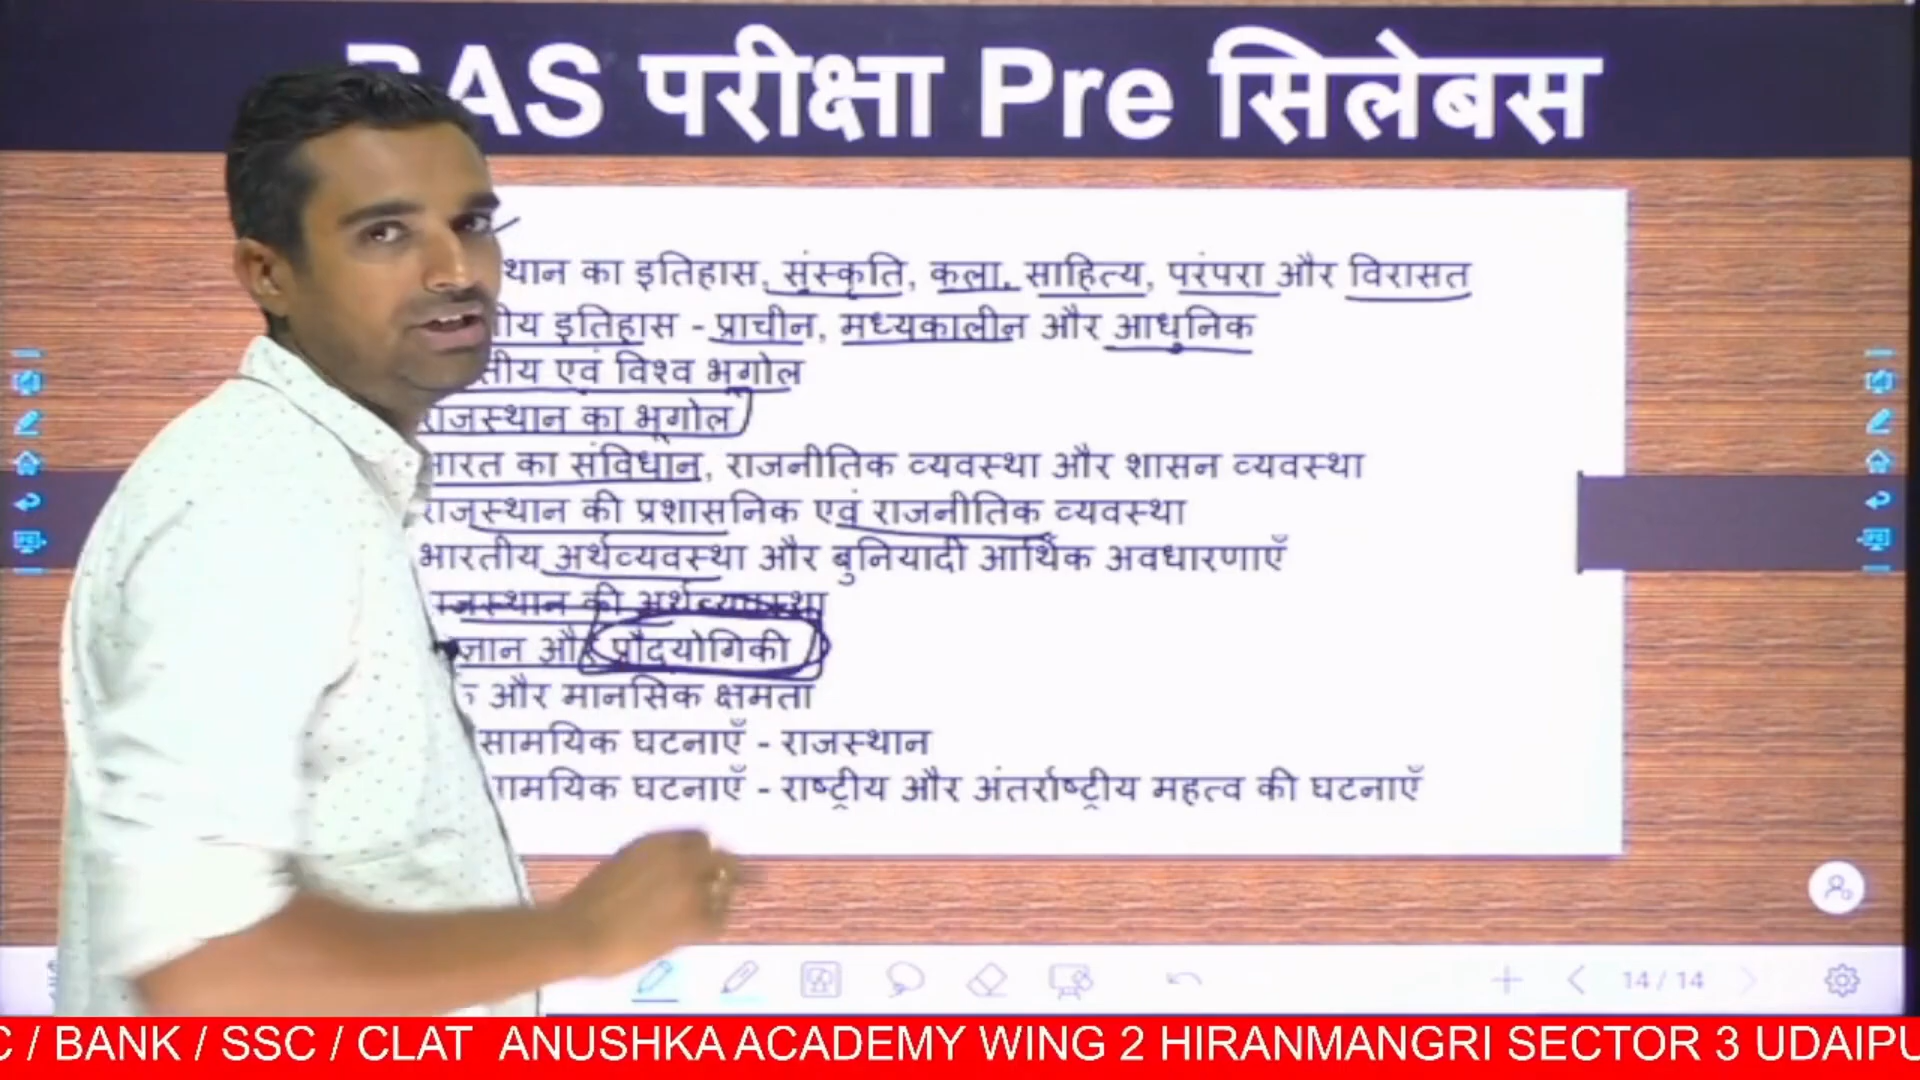 RAS परीक्षा Pre सिलेबस
का इतिहास, संस्कृति, कला, साहित्य, परंपरा और विरासत
इतिहास - प्राचीन, मध्यकालीन और आधुनिक
एवं विश्व भूगोल
राजस्थान का भूगोल
भारत का संविधान, राजनीतिक व्यवस्था और शासन व्यवस्था
राजस्थान की प्रशासनिक एवं राजनीतिक व्यवस्था
भारतीय अर्थव्यवस्था और बुनियादी आर्थिक अवधारणाएँ
राजस्थान की अर्थव्यवस्था
और प्रौद्योगिकी
और मानसिक क्षमता
सामयिक घटनाएँ - राजस्थान
सामयिक घटनाएँ - राष्ट्रीय और अंतर्राष्ट्रीय महत्व की घटनाएँ
14 / 14
C / BANK / SSC / CLAT ANUSHKA ACADEMY WING 2 HIRANMANGRI SECTOR 3 UDAIPU